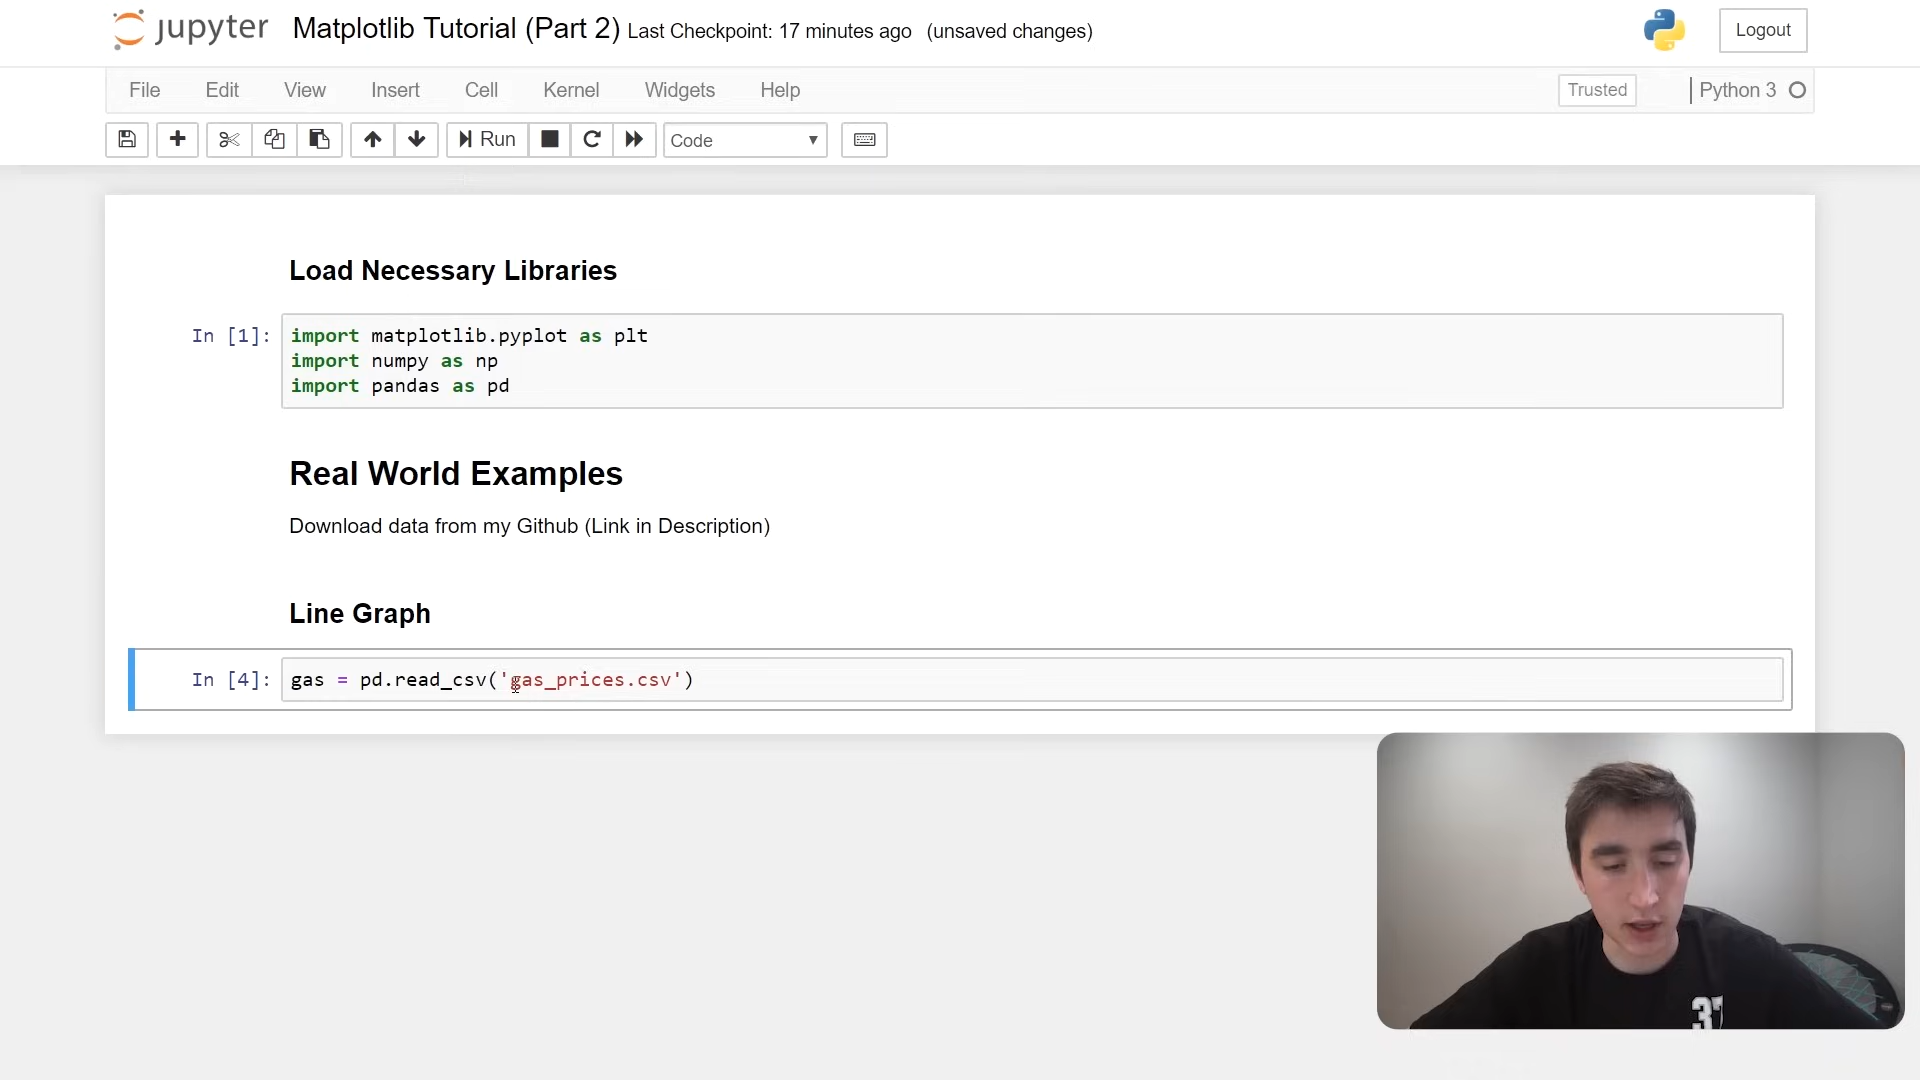 jupyter Matplotlib Tutorial (Part 2) Last Checkpoint: 17 minutes ago (unsaved changes) Logout
File Edit View Insert Cell Kernel Widgets Help Trusted Python 3
Run Code
Load Necessary Libraries
In [1]: import matplotlib.pyplot as plt
import numpy as np
import pandas as pd
Real World Examples
Download data from my Github (Link in Description)
Line Graph
In [4]: gas = pd.read_csv('gas_prices.csv')
37